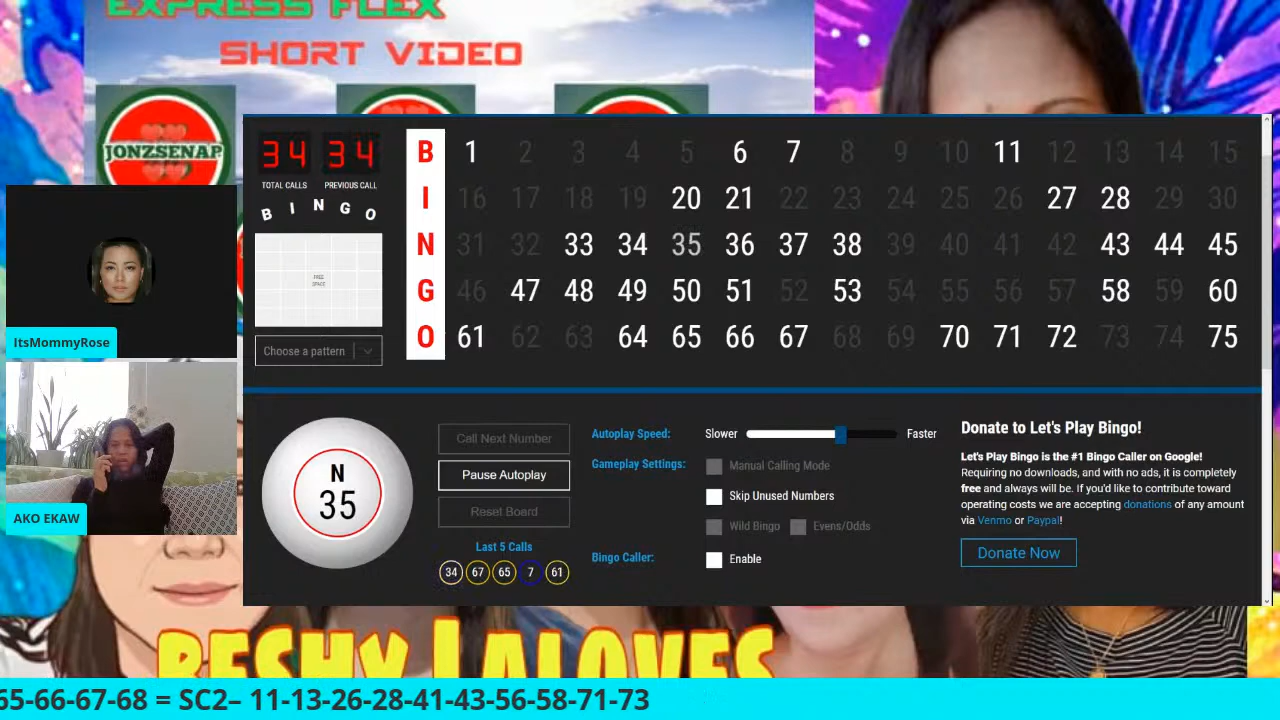 EXPRESS FLEX
SHORT VIDEO
JONZSENAP
34 34
TOTAL CALLS PREVIOUS CALL
B I N G O
FREE SPACE
Choose a pattern
B 1 2 3 4 5 6 7 8 9 10 11 12 13 14 15
I 16 17 18 19 20 21 22 23 24 25 26 27 28 29 30
N 31 32 33 34 35 36 37 38 39 40 41 42 43 44 45
G 46 47 48 49 50 51 52 53 54 55 56 57 58 59 60
O 61 62 63 64 65 66 67 68 69 70 71 72 73 74 75
ItsMommyRose
AKO EKAW
N
35
Call Next Number
Pause Autoplay
Reset Board
Last 5 Calls
34 67 65 7 61
Autoplay Speed: Slower Faster
Gameplay Settings: Manual Calling Mode
Skip Unused Numbers
Wild Bingo Evens/Odds
Bingo Caller: Enable
Donate to Let's Play Bingo!
Let's Play Bingo is the #1 Bingo Caller on Google!
Requiring no downloads, and with no ads, it is completely
free and always will be. If you'd like to contribute toward
operating costs we are accepting donations of any amount
via Venmo or Paypal!
Donate Now
BESHY LALOVES
65-66-67-68 = SC2– 11-13-26-28-41-43-56-58-71-73